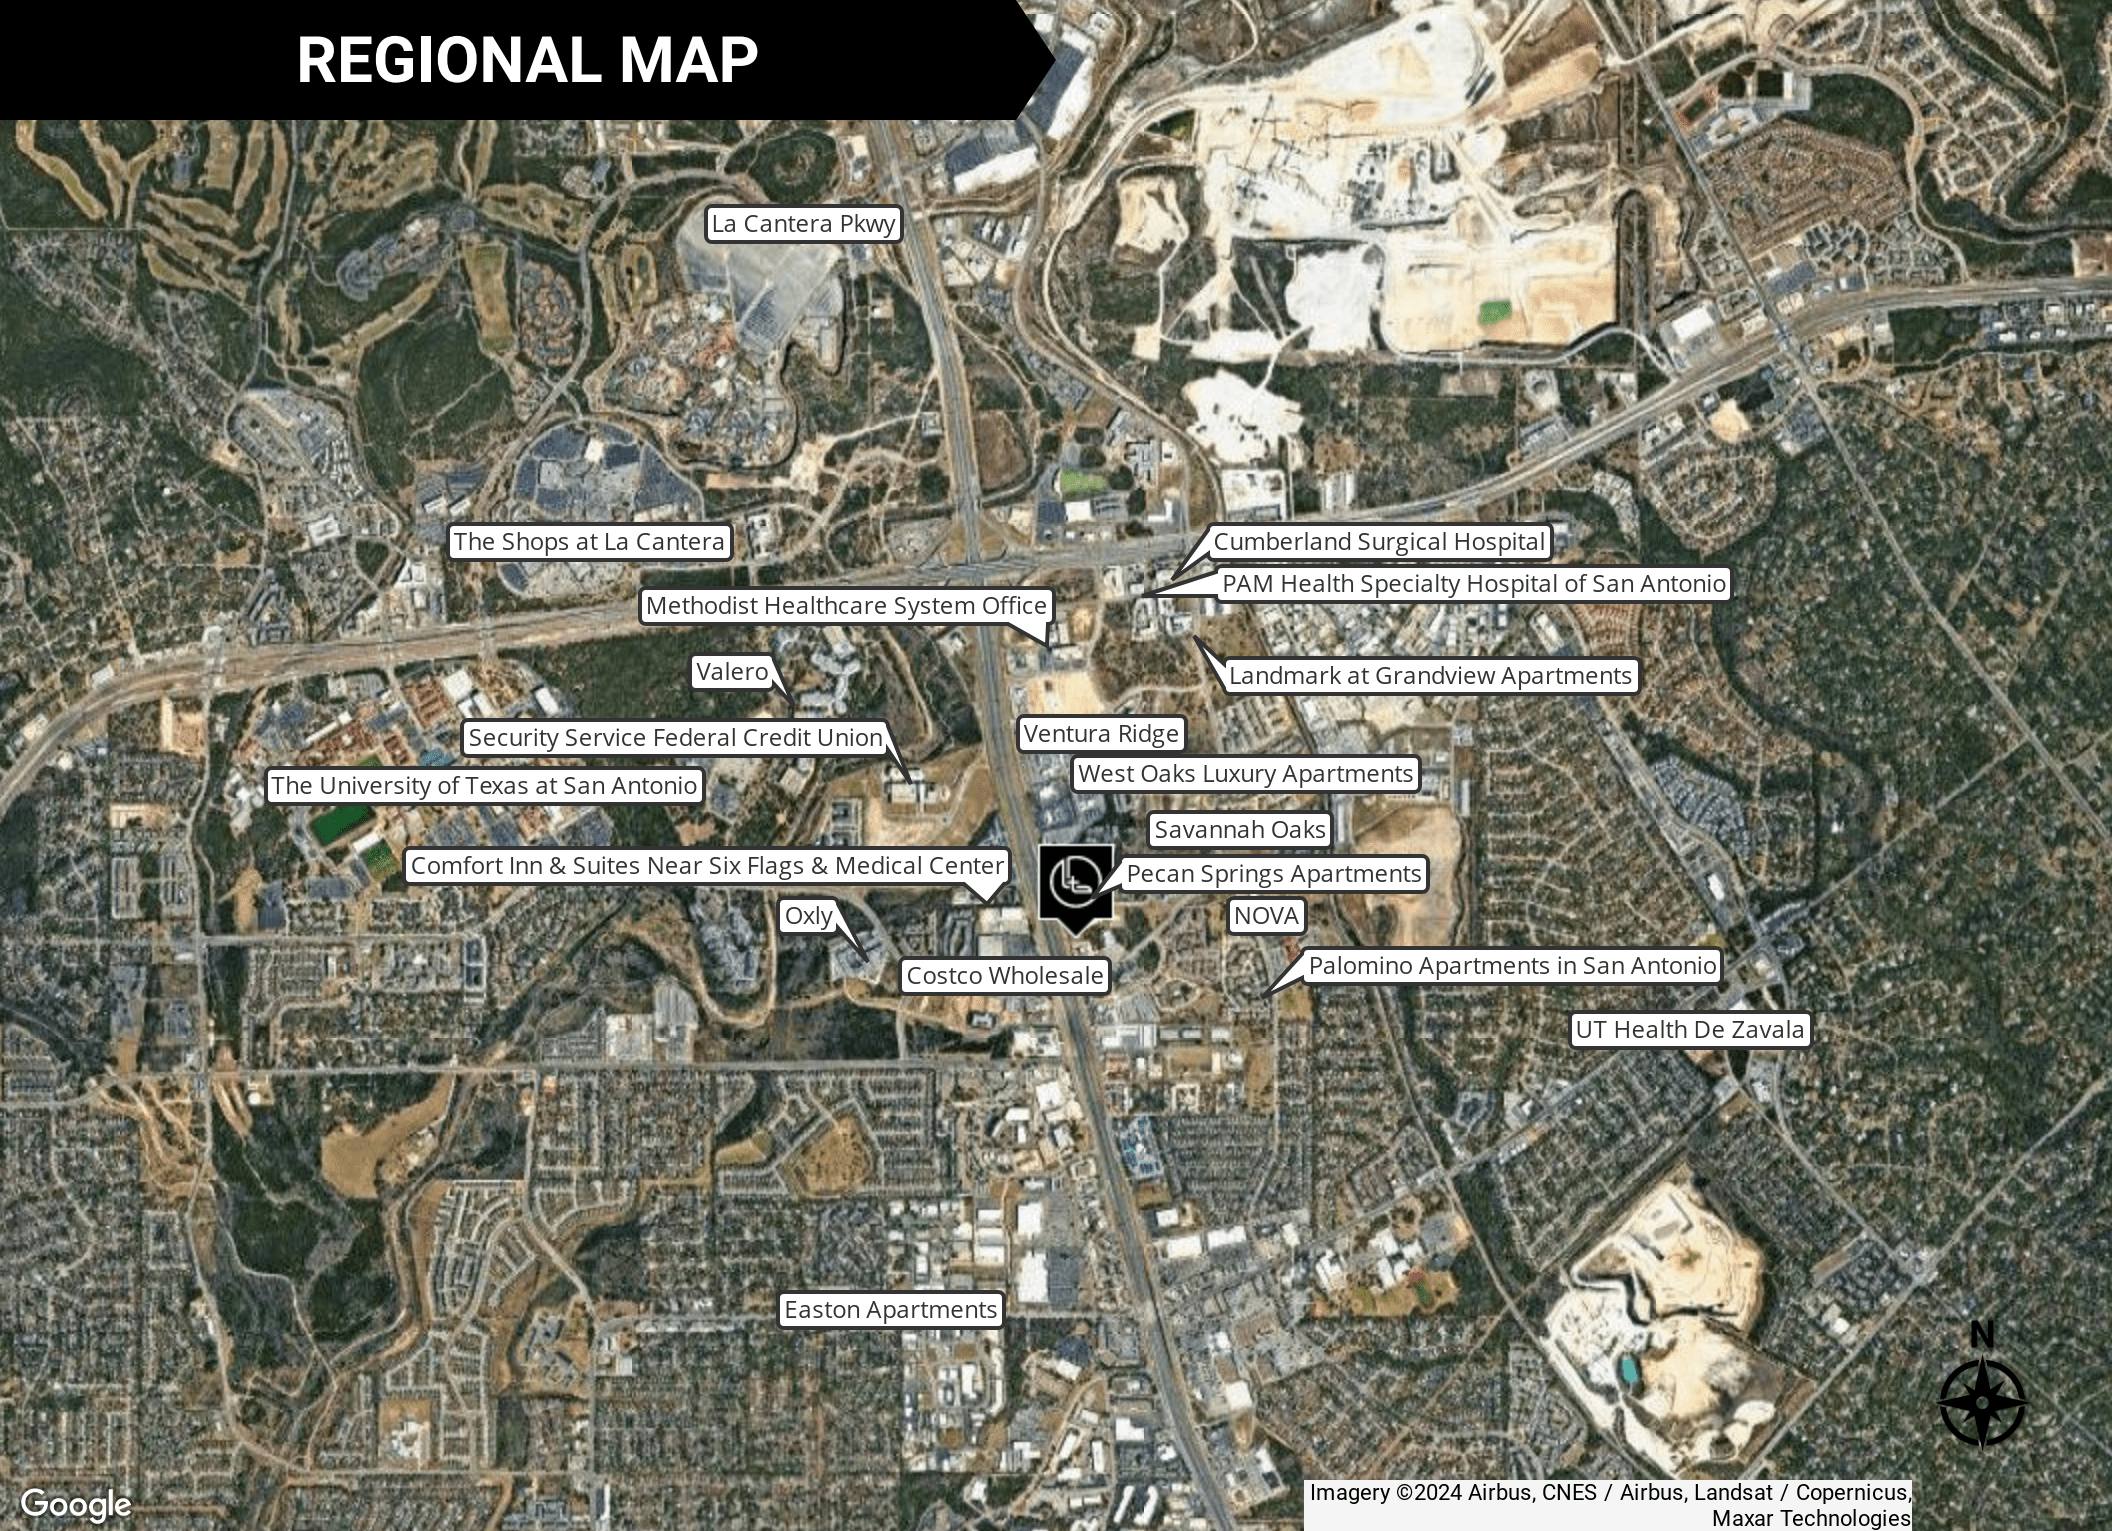 REGIONAL MAP
La Cantera Pkwy
The Shops at La Cantera
Cumberland Surgical Hospital
PAM Health Specialty Hospital of San Antonio
Methodist Healthcare System Office
Valero
Landmark at Grandview Apartments
Security Service Federal Credit Union
Ventura Ridge
West Oaks Luxury Apartments
The University of Texas at San Antonio
Savannah Oaks
Comfort Inn & Suites Near Six Flags & Medical Center
Pecan Springs Apartments
Oxly
NOVA
Costco Wholesale
Palomino Apartments in San Antonio
UT Health De Zavala
Easton Apartments
N
Google
Imagery ©2024 Airbus, CNES / Airbus, Landsat / Copernicus,
Maxar Technologies